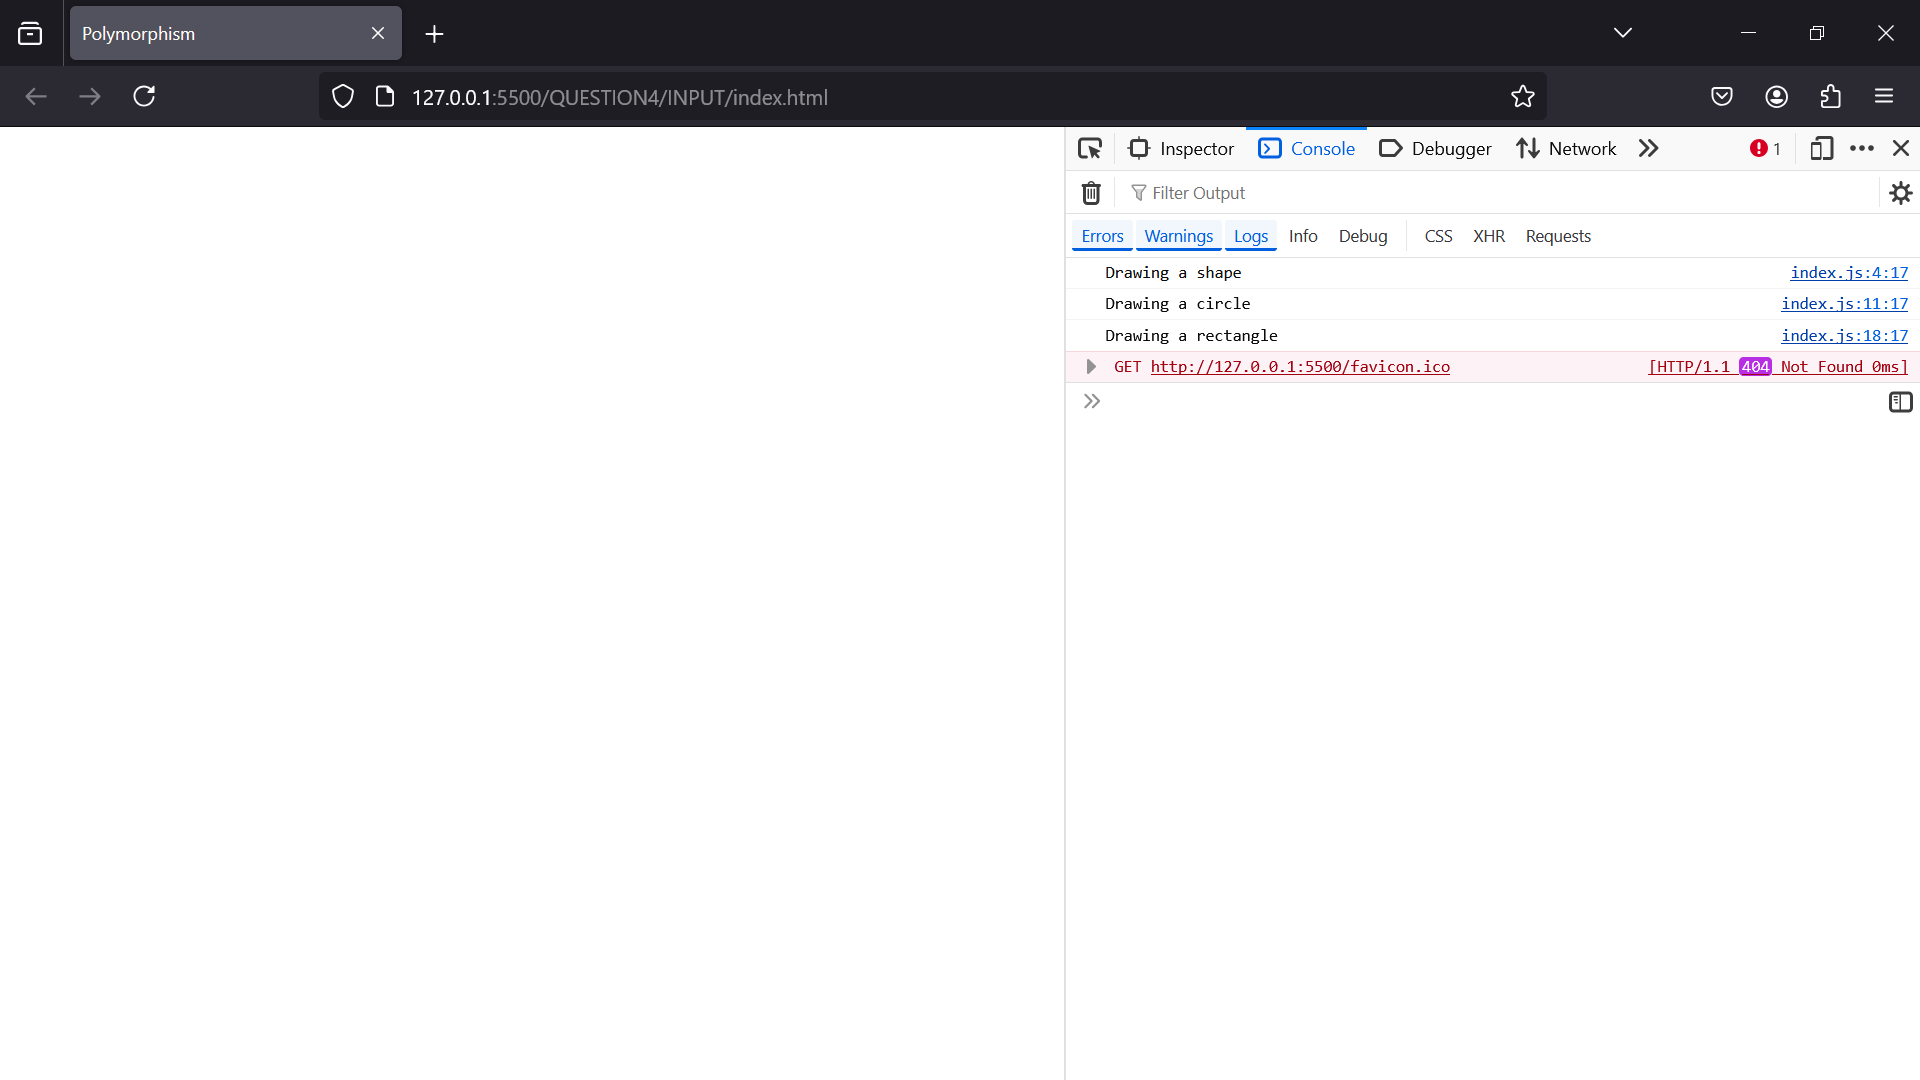 Polymorphism
127.0.0.1:5500/QUESTION4/INPUT/index.html
Inspector Console Debugger Network 1
Filter Output
Errors Warnings Logs Info Debug CSS XHR Requests
Drawing a shape index.js:4:17
Drawing a circle index.js:11:17
Drawing a rectangle index.js:18:17
GET http://127.0.0.1:5500/favicon.ico [HTTP/1.1 404 Not Found 0ms]